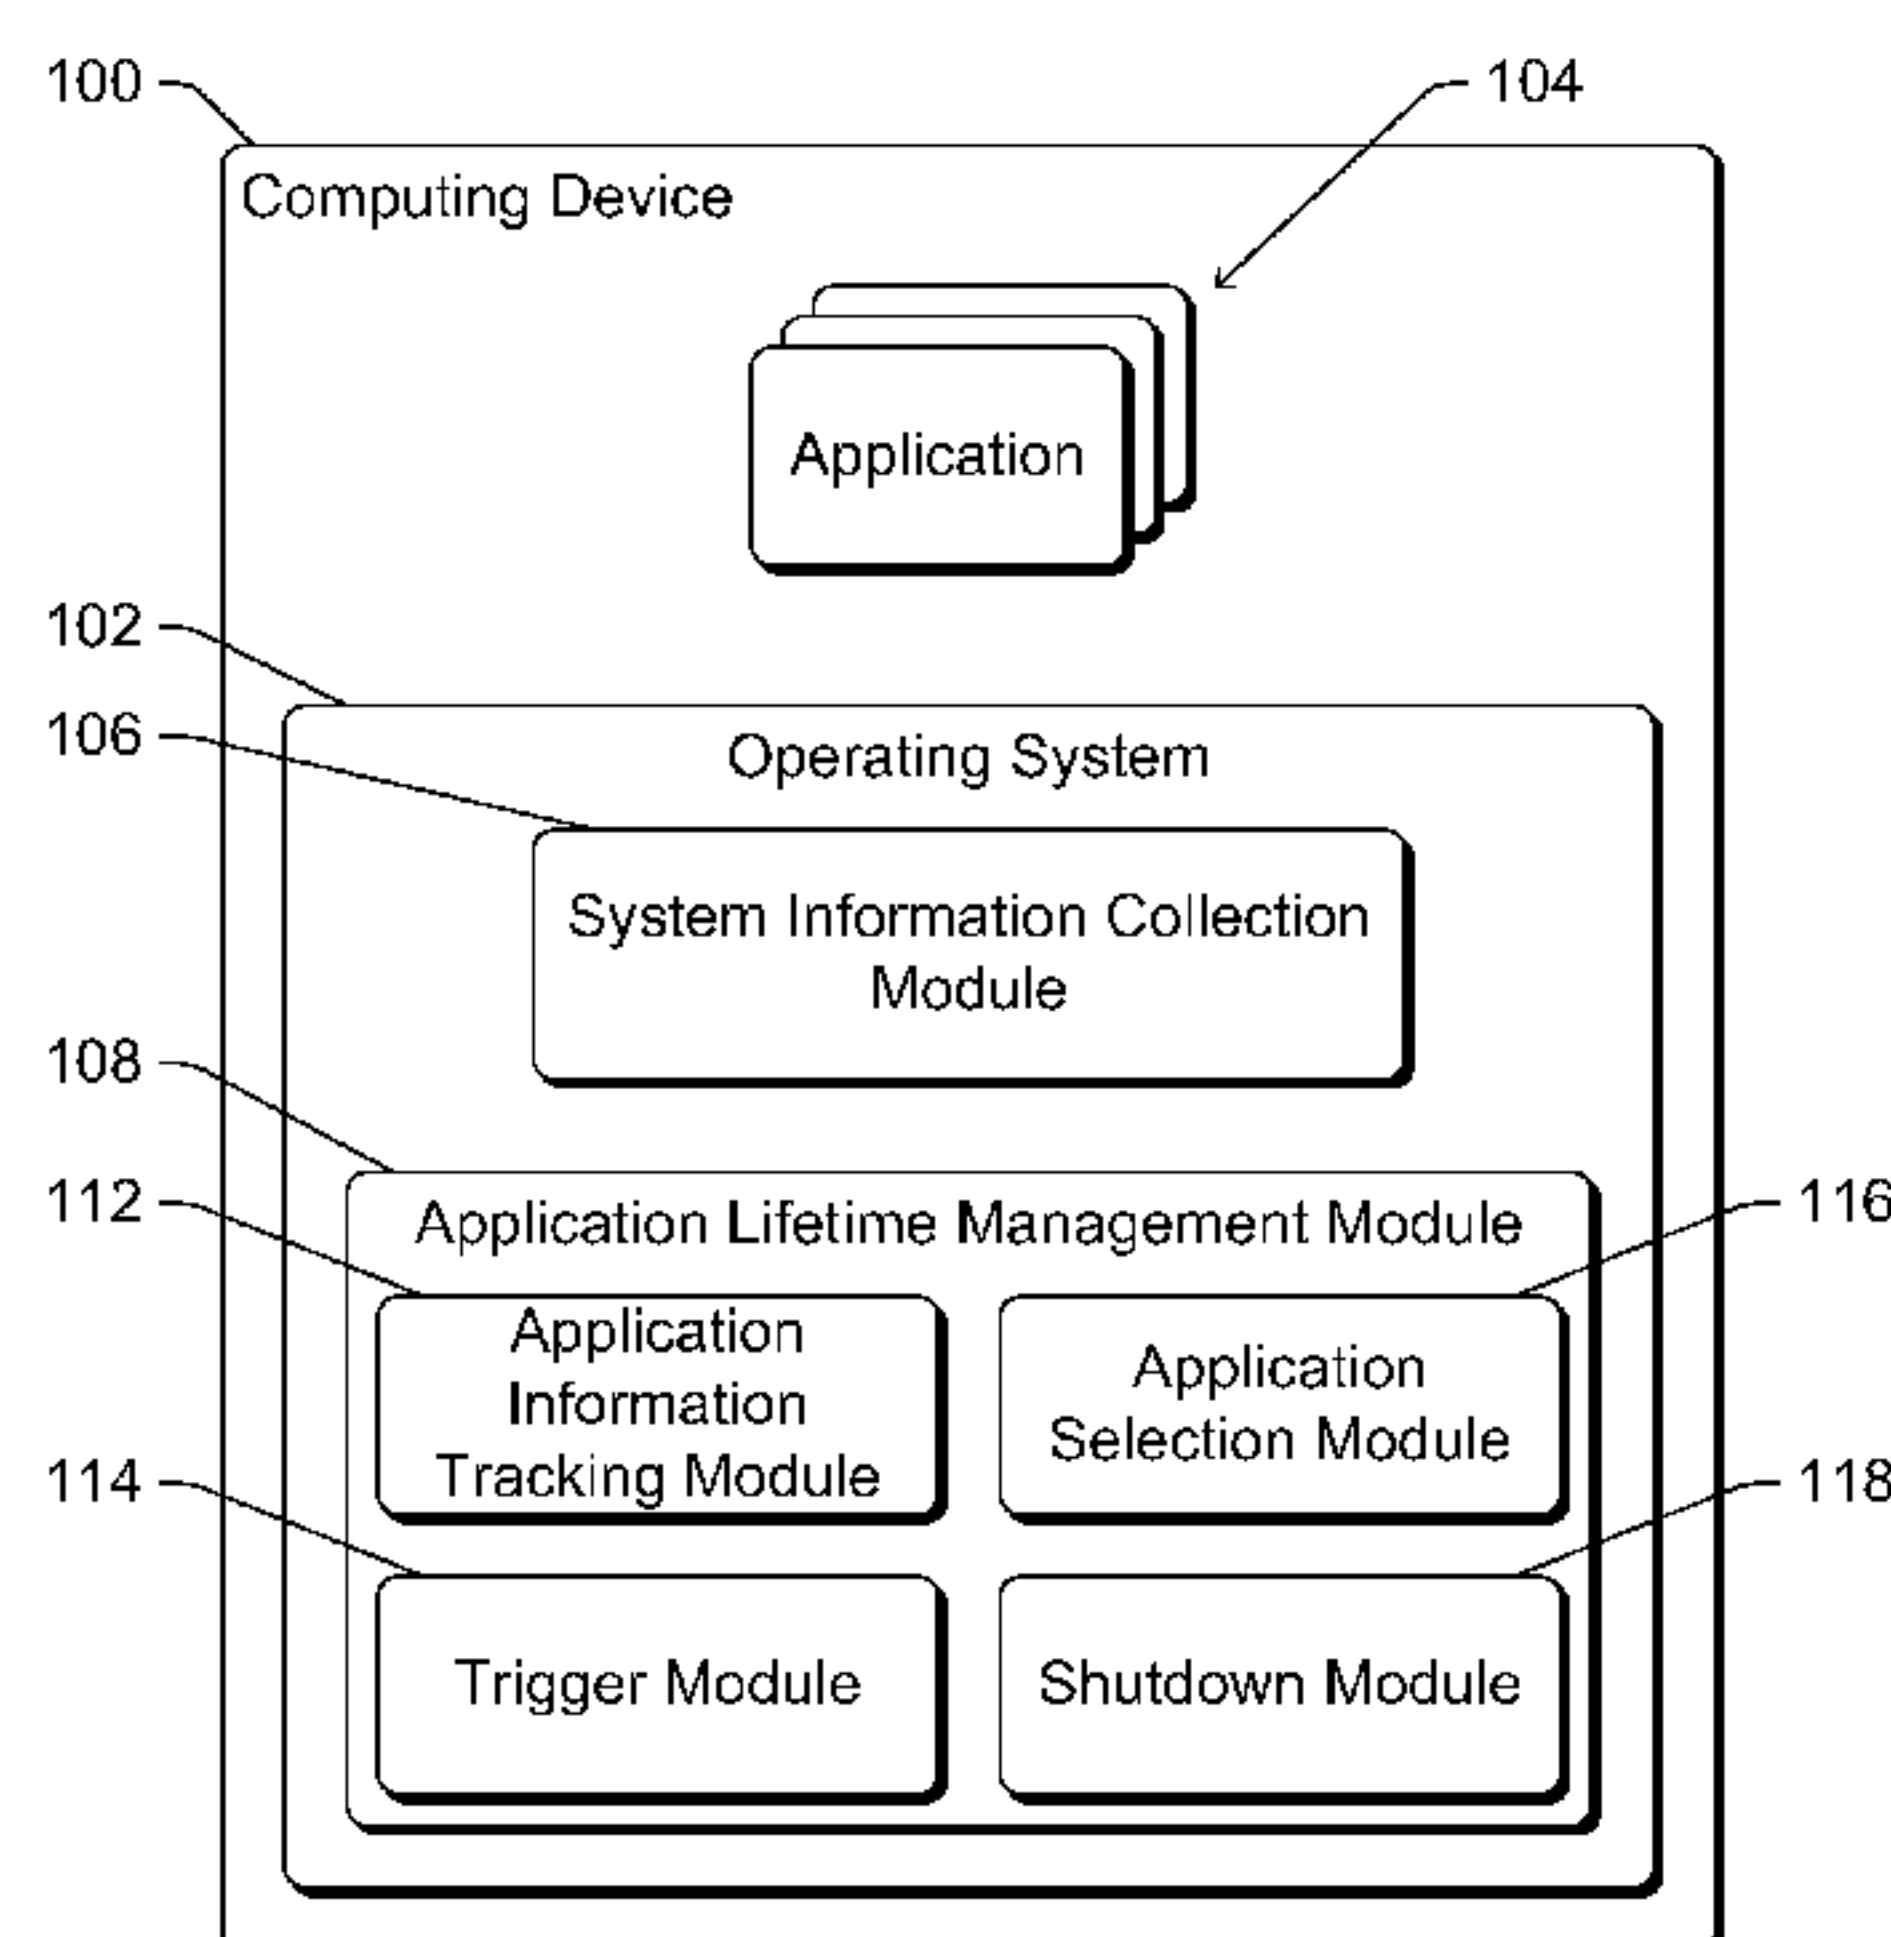 100
104
Computing Device
Application
102
106
Operating System
System Information Collection
Module
108
112
116
Application Lifetime Management Module
Application
Information
Tracking Module
Application
Selection Module
114
118
Trigger Module
Shutdown Module